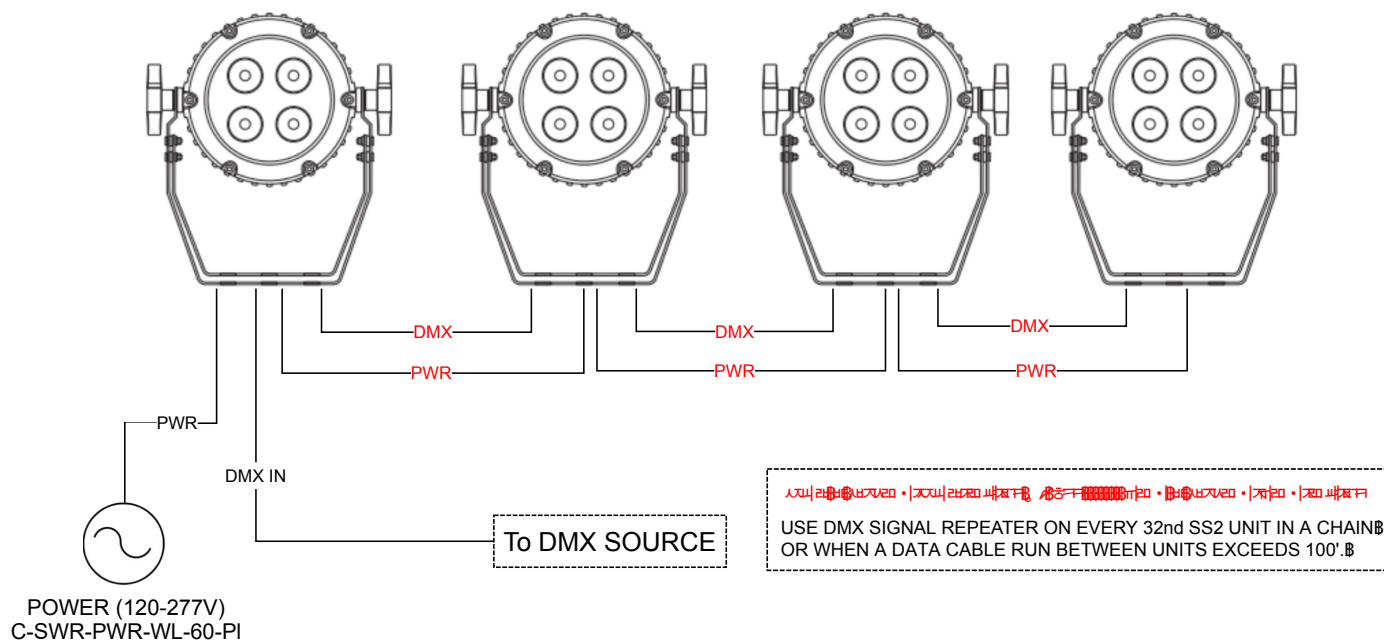 DMX
DMX
DMX
PWR
PWR
PWR
PWR
DMX IN
To DMX SOURCE
USE DMX SIGNAL REPEATER ON EVERY 32nd SS2 UNIT IN A CHAIN
OR WHEN A DATA CABLE RUN BETWEEN UNITS EXCEEDS 100'.
POWER (120-277V)
C-SWR-PWR-WL-60-PI